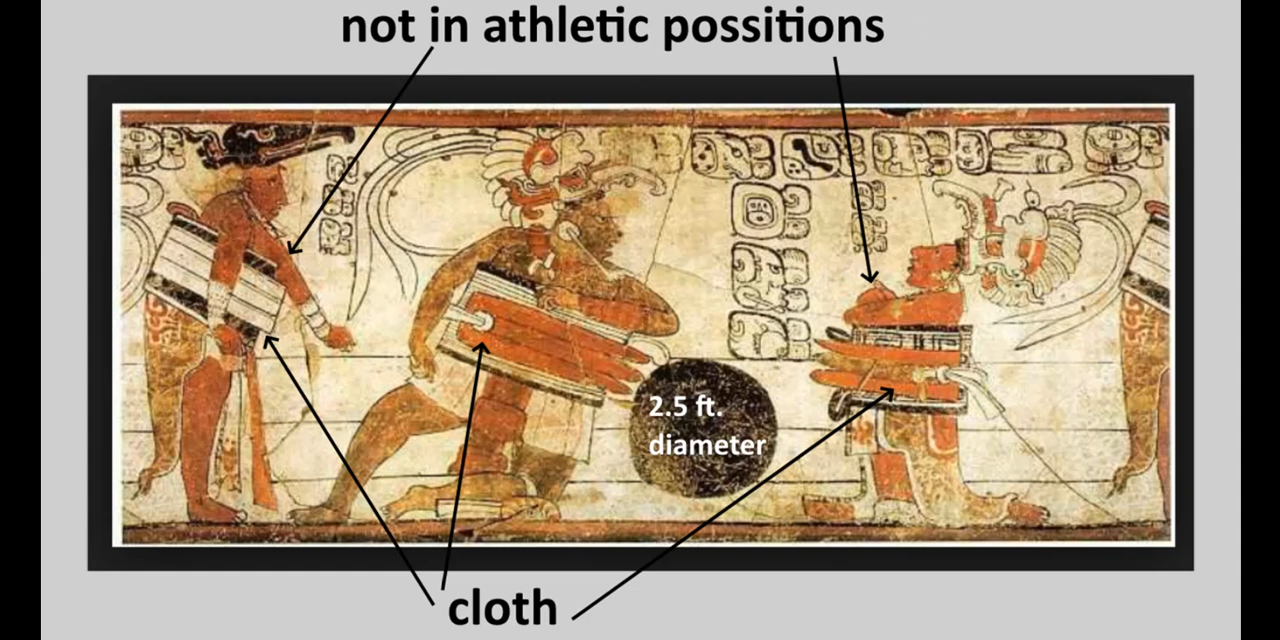 not in athletic possitions
2.5 ft.
diameter
cloth